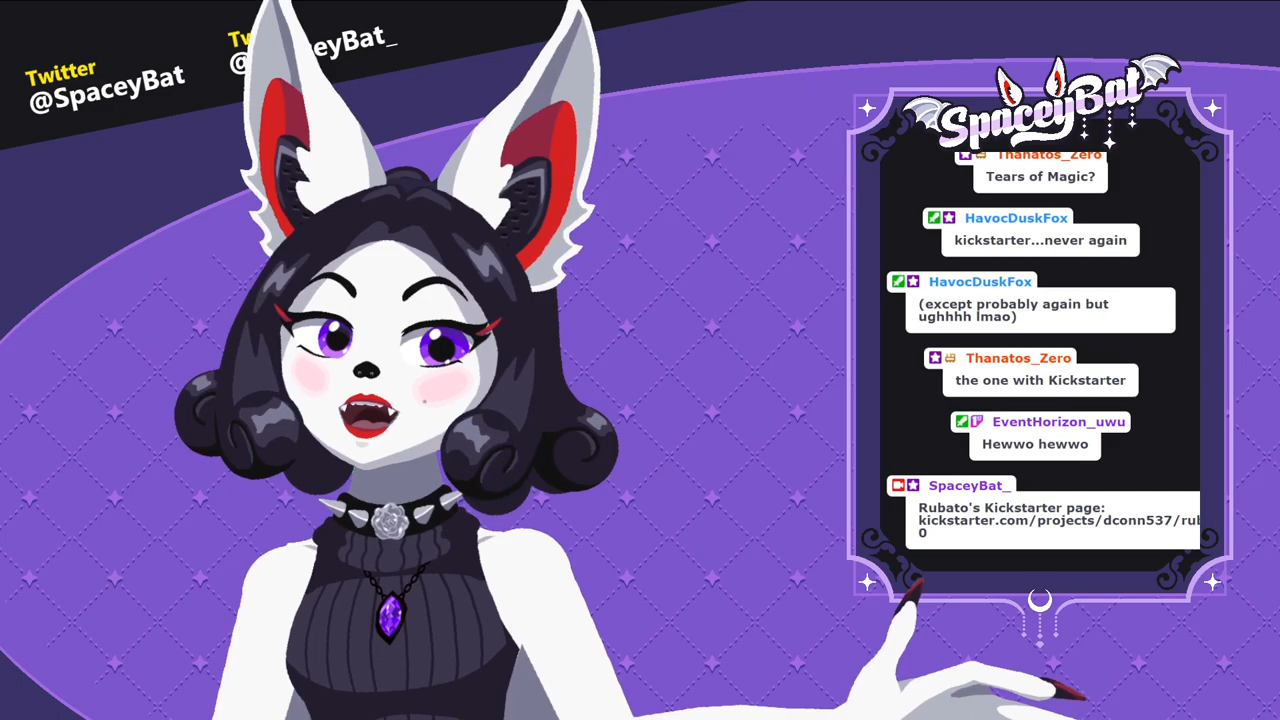 Twitter
@SpaceyBat
Tw
@
eyBat_
SpaceyBat
Thanatos_Zero
Tears of Magic?
HavocDuskFox
kickstarter...never again
HavocDuskFox
(except probably again but
ughhhh lmao)
Thanatos_Zero
the one with Kickstarter
EventHorizon_uwu
Hewwo hewwo
SpaceyBat_
Rubato's Kickstarter page:
kickstarter.com/projects/dconn537/rub
0